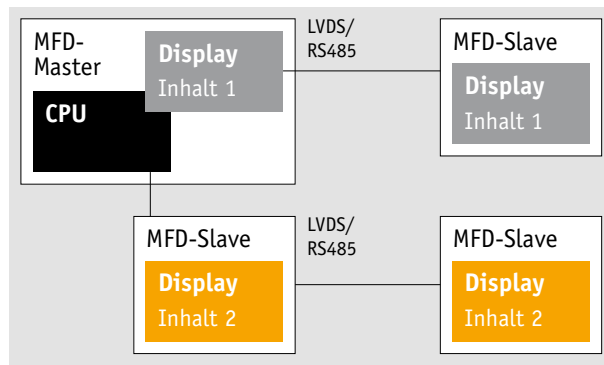 MFD-
Master
Display
Inhalt 1
CPU
LVDS/
RS485
MFD-Slave
Display
Inhalt 1
MFD-Slave
Display
Inhalt 2
LVDS/
RS485
MFD-Slave
Display
Inhalt 2